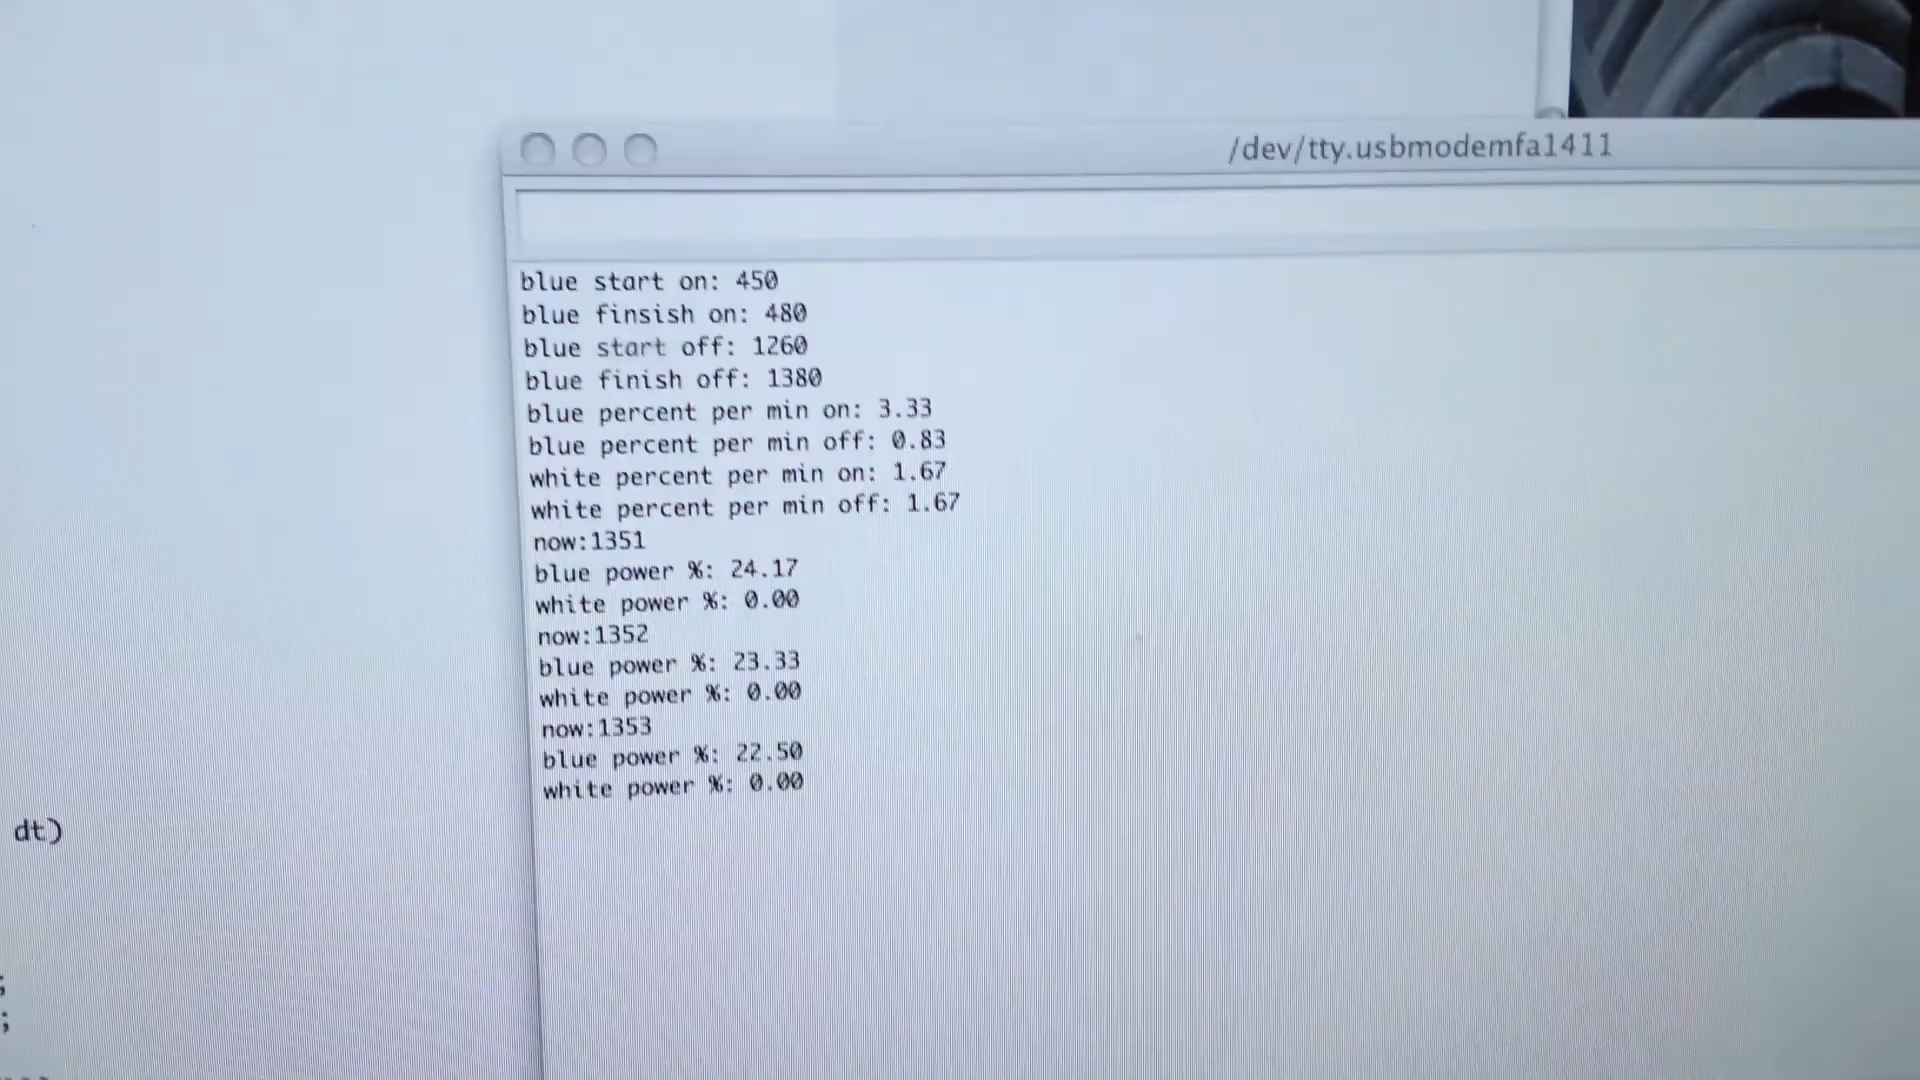 /dev/tty.usbmodemfa1411
blue start on: 450
blue finsish on: 480
blue start off: 1260
blue finish off: 1380
blue percent per min on: 3.33
blue percent per min off: 0.83
white percent per min on: 1.67
white percent per min off: 1.67
now:1351
blue power %: 24.17
white power %: 0.00
now:1352
blue power %: 23.33
white power %: 0.00
now:1353
blue power %: 22.50
white power %: 0.00
dt)
;
;